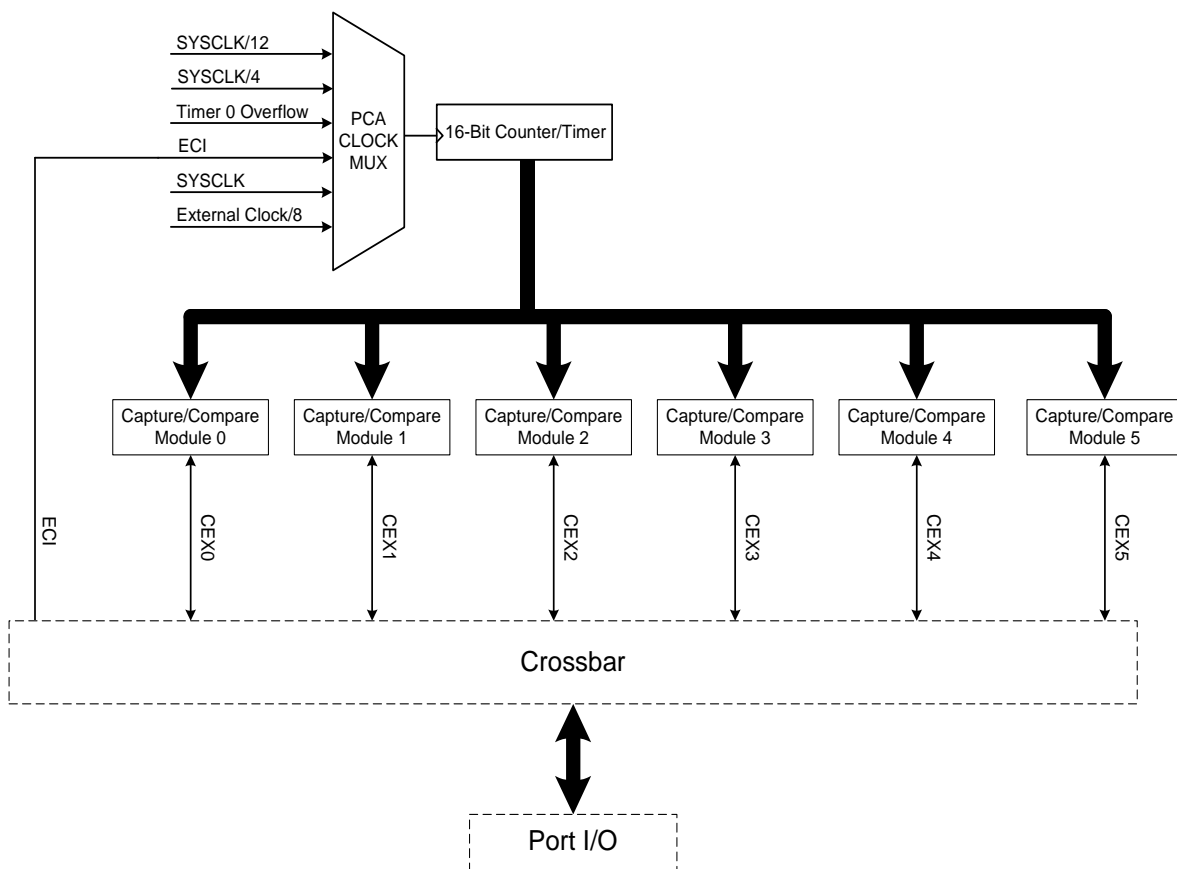 SYSCLK/12
SYSCLK/4
Timer 0 Overflow
ECI
SYSCLK
External Clock/8
PCA
CLOCK
MUX
16-Bit Counter/Timer
Capture/Compare
Module 0
Capture/Compare
Module 1
Capture/Compare
Module 2
Capture/Compare
Module 3
Capture/Compare
Module 4
Capture/Compare
Module 5
ECI
CEX0
CEX1
CEX2
CEX3
CEX4
CEX5
Crossbar
Port I/O